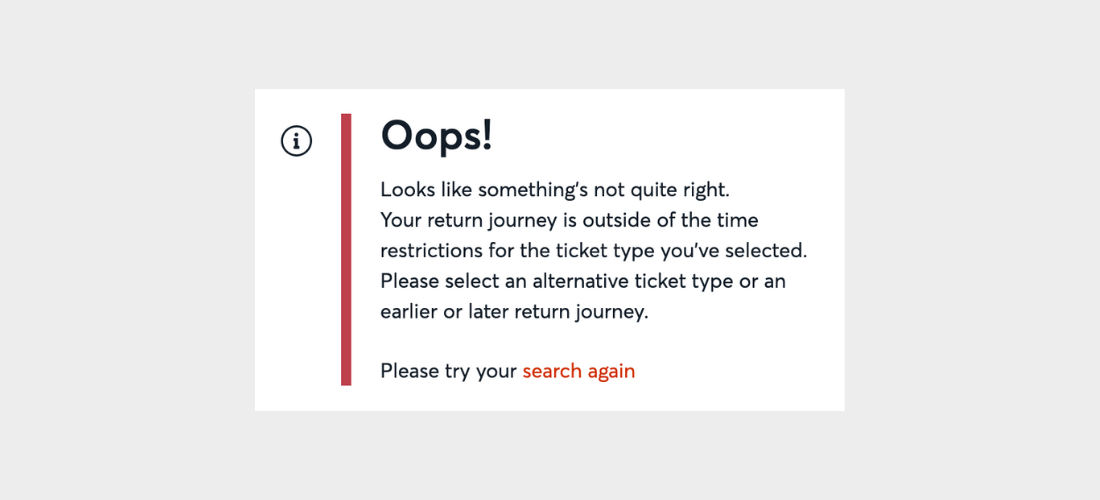 Oops!
Looks like something's not quite right.
Your return journey is outside of the time
restrictions for the ticket type you've selected.
Please select an alternative ticket type or an
earlier or later return journey.
Please try your search again